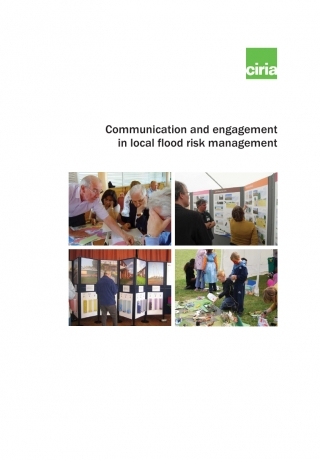 ciria
Communication and engagement
in local flood risk management